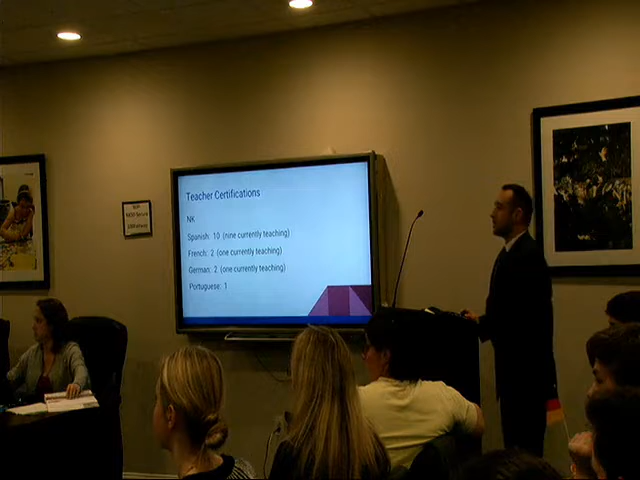 Teacher Certifications
NK
Spanish: 10 (nine currently teaching)
French: 2 (one currently teaching)
German: 2 (one currently teaching)
Portuguese: 1